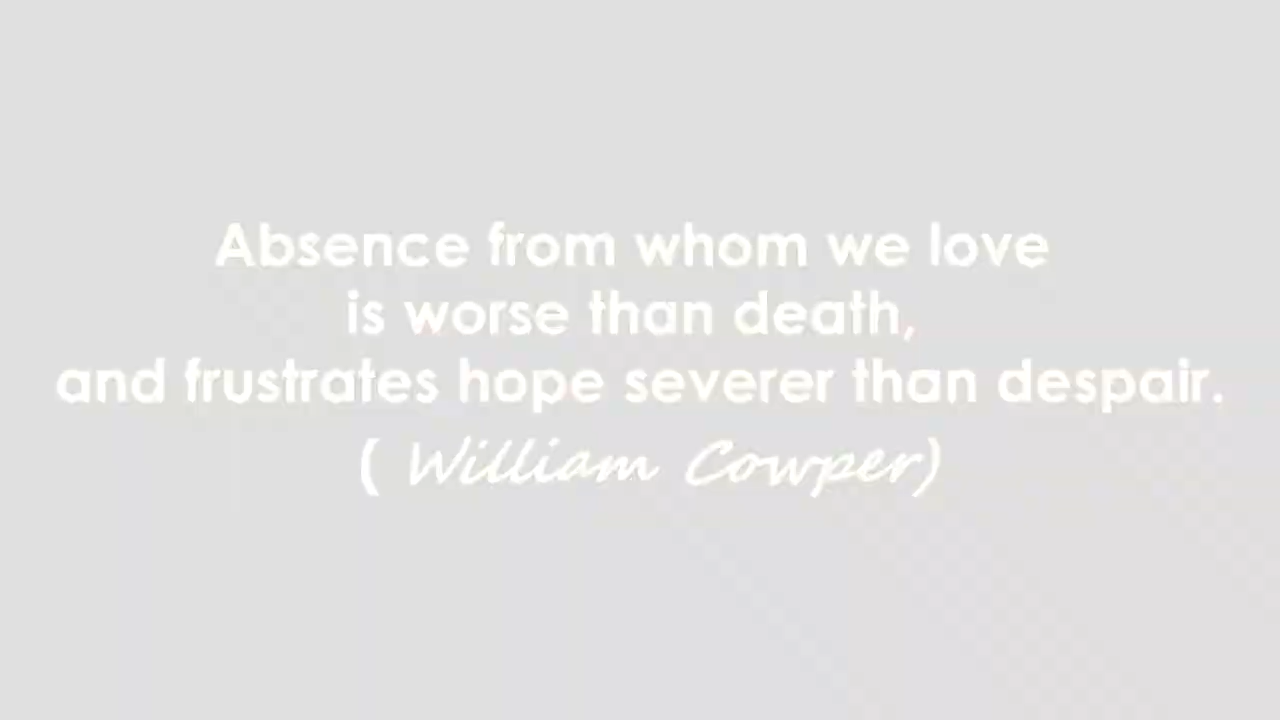 Absence from whom we love
is worse than death,
and frustrates hope severer than despair.
( William Cowper)